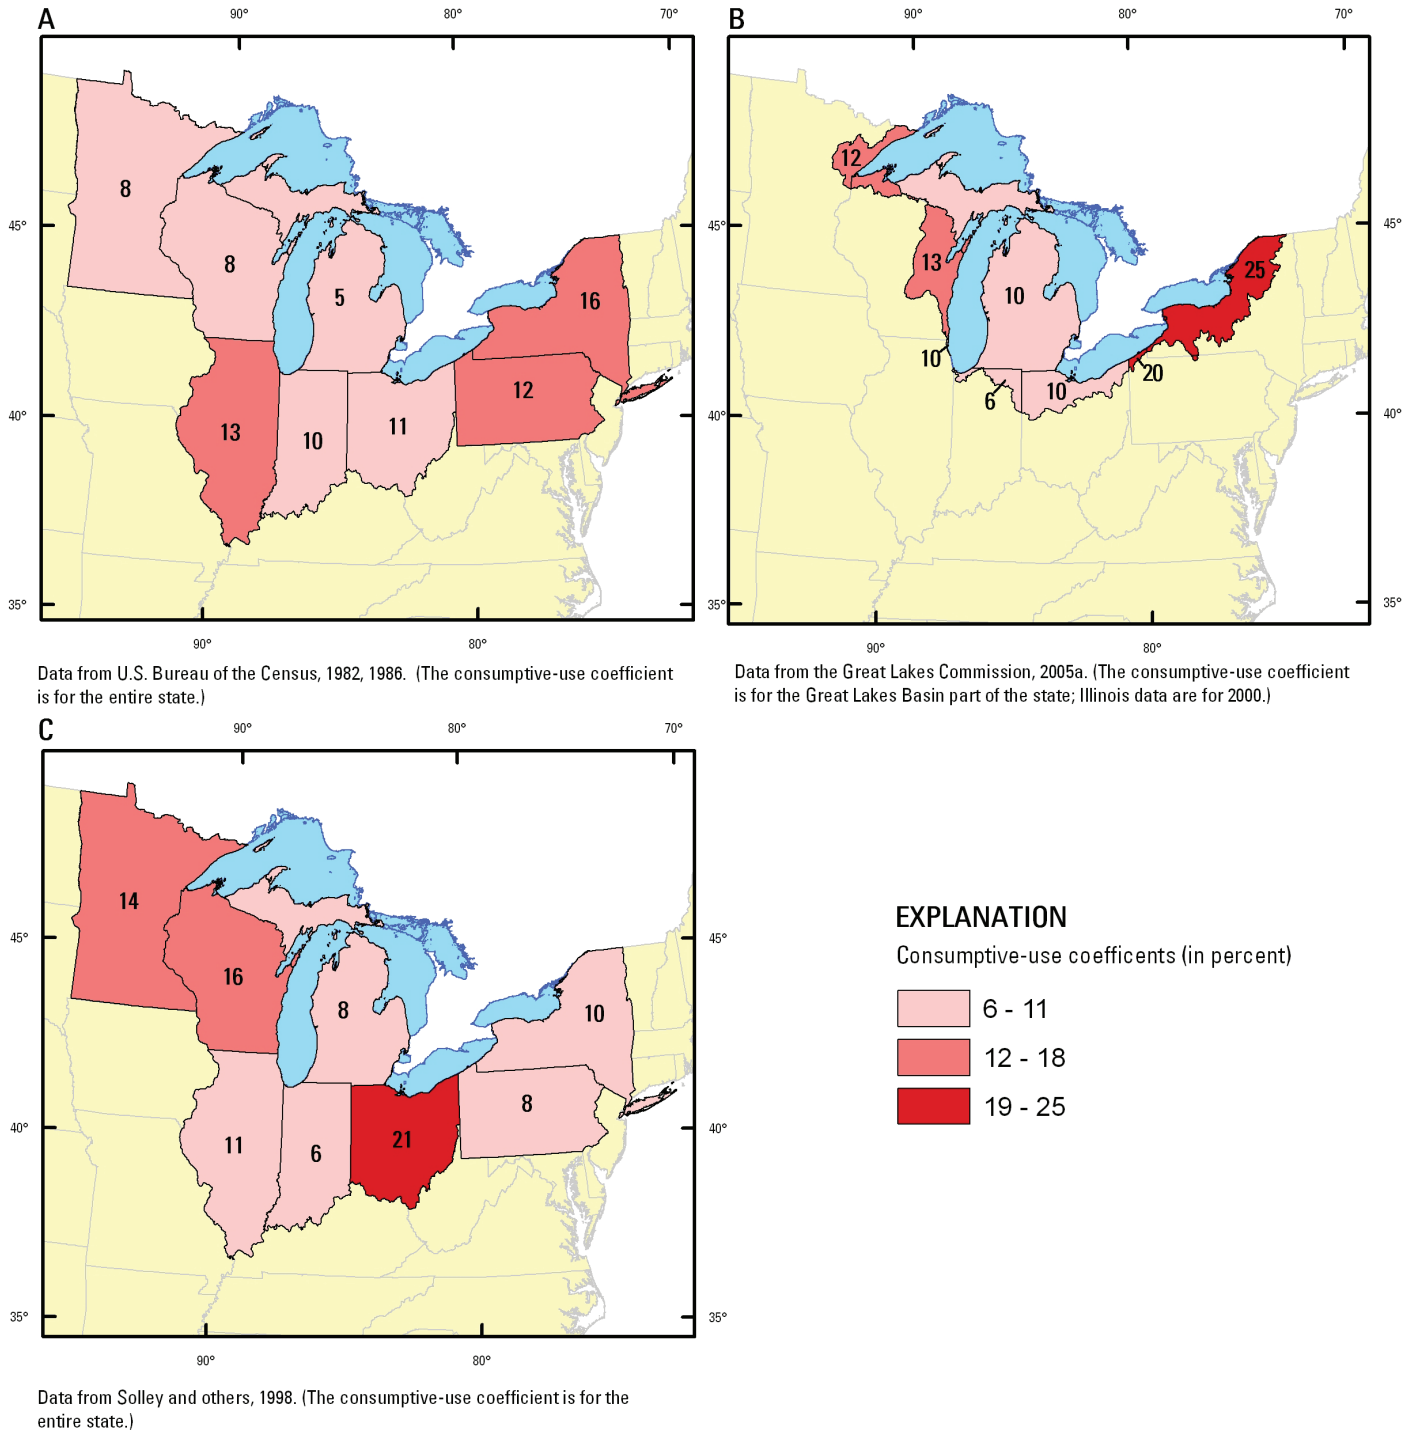 A
90° 80° 70°
45°
40°
35°
8
8
5
16
12
13
10
11
90° 80°
Data from U.S. Bureau of the Census, 1982, 1986. (The consumptive-use coefficient
is for the entire state.)
B
90° 80° 70°
45° 45°
40° 40°
35° 35°
12
13
10
25
10
20
6
10
90° 80°
Data from the Great Lakes Commission, 2005a. (The consumptive-use coefficient
is for the Great Lakes Basin part of the state; Illinois data are for 2000.)
C
90° 80° 70°
45° 45°
40° 40°
35° 35°
14
16
8
10
8
11
6
21
90° 80°
Data from Solley and others, 1998. (The consumptive-use coefficient is for the
entire state.)
EXPLANATION
Consumptive-use coefficents (in percent)
6 - 11
12 - 18
19 - 25